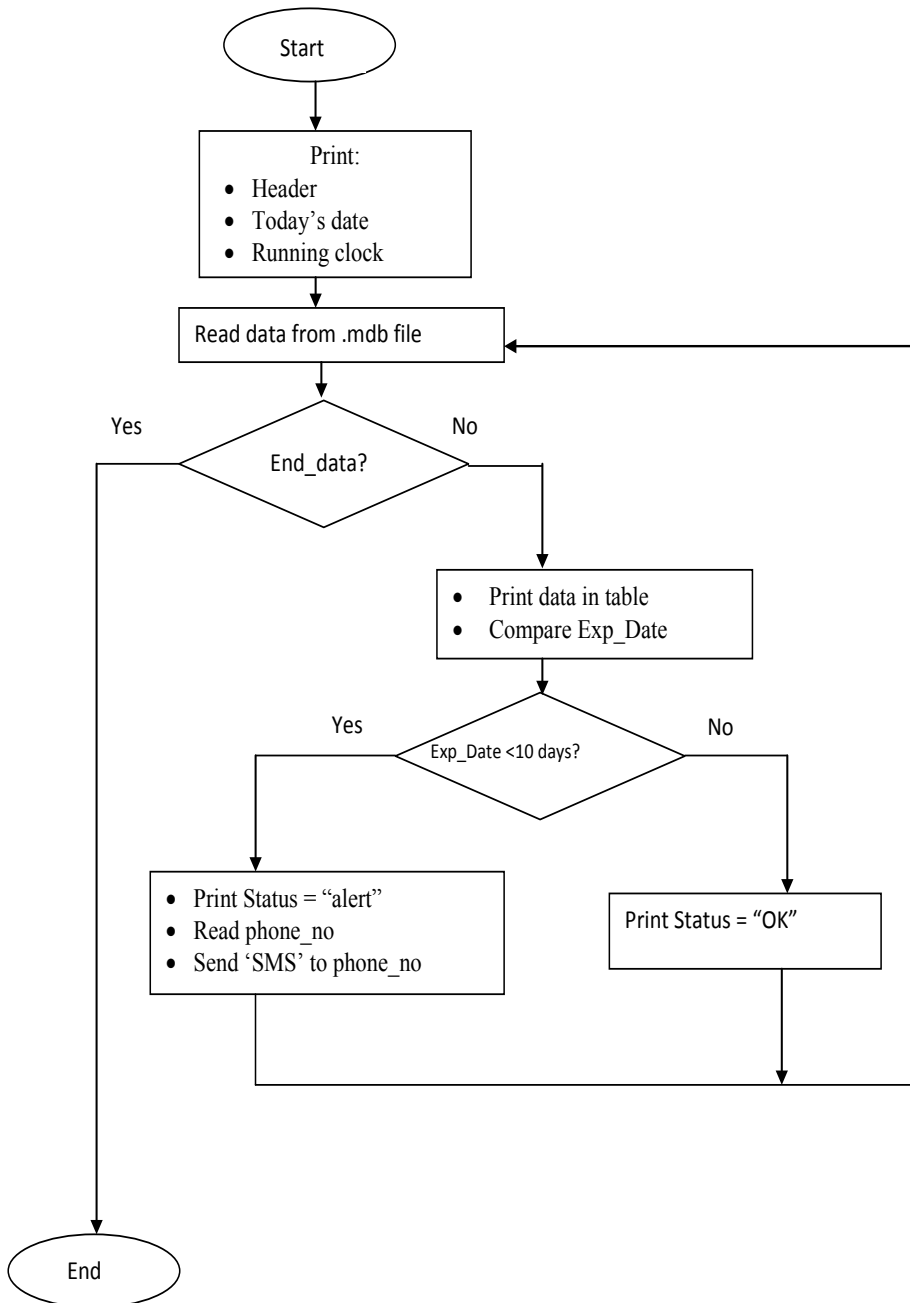 Start
Print:
• Header
• Today’s date
• Running clock
Read data from .mdb file
Yes
No
End_data?
• Print data in table
• Compare Exp_Date
Yes
No
Exp_Date <10 days?
• Print Status = “alert”
• Read phone_no
• Send ‘SMS’ to phone_no
Print Status = “OK”
End